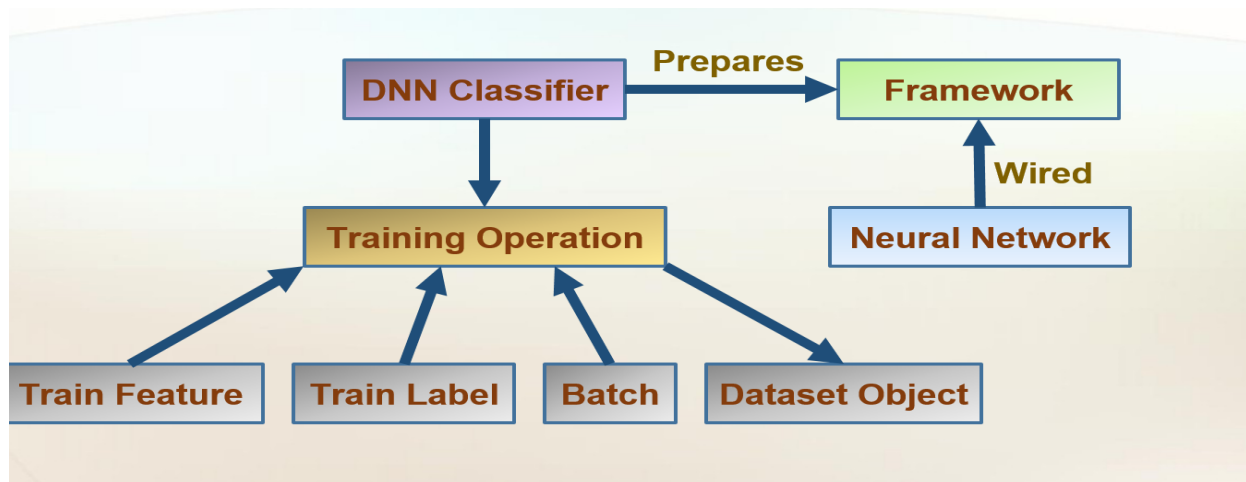 Prepares
DNN Classifier
Framework
Wired
Training Operation
Neural Network
Train Feature
Train Label
Batch
Dataset Object